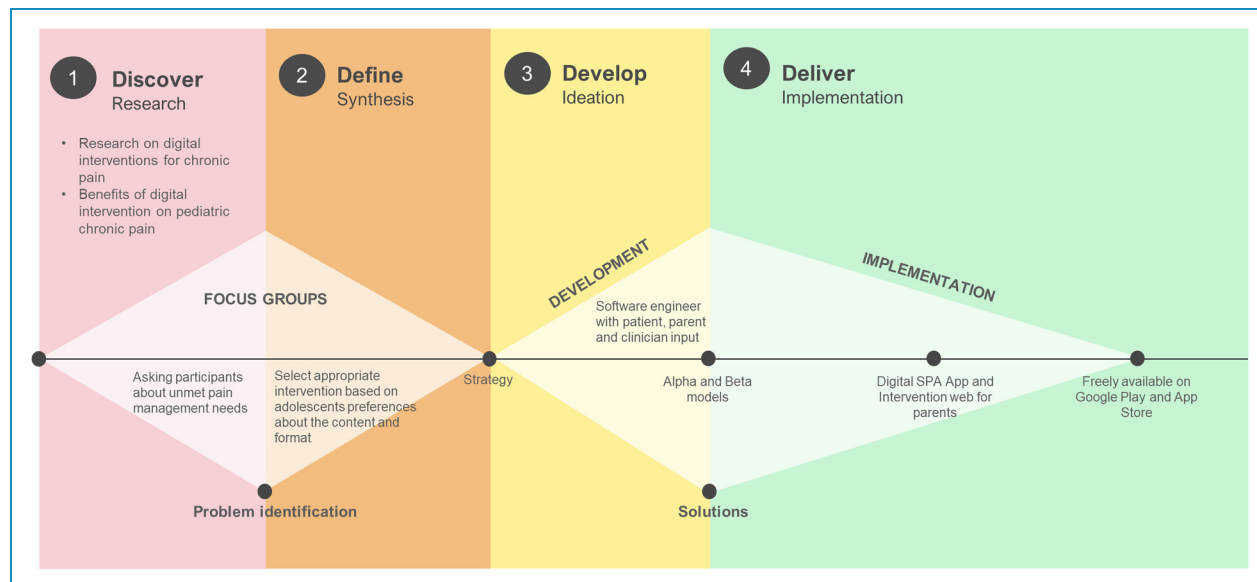 1
Discover
Research
• Research on digital
interventions for chronic
pain
• Benefits of digital
intervention on pediatric
chronic pain
2
Define
Synthesis
3
Develop
Ideation
4
Deliver
Implementation
FOCUS GROUPS
Asking participants
about unmet pain
management needs
Select appropriate
intervention based on
adolescents preferences
about the content and
format
Problem identification
Strategy
DEVELOPMENT
Software engineer
with patient, parent
and clinician input
Alpha and Beta
models
Solutions
IMPLEMENTATION
Digital SPA App and
Intervention web for
parents
Freely available on
Google Play and App
Store